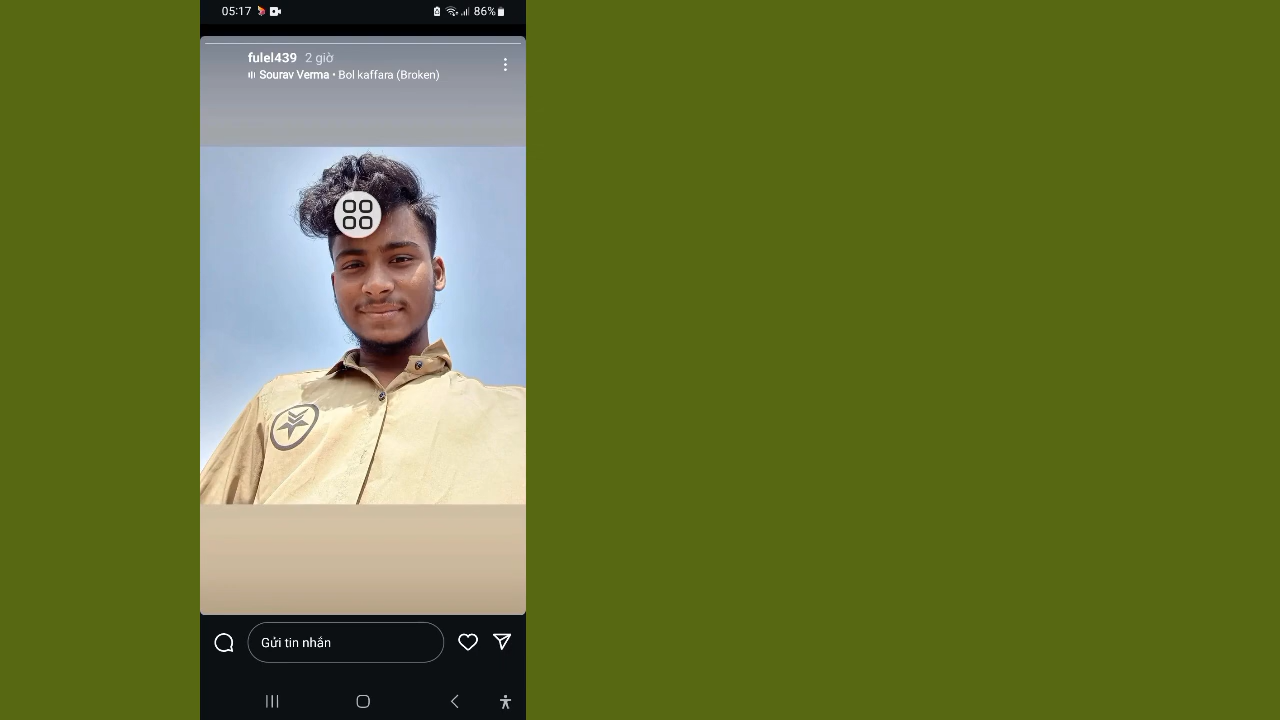 05:17
86%
fulel439 2 giờ
Sourav Verma • Bol kaffara (Broken)
Gửi tin nhắn